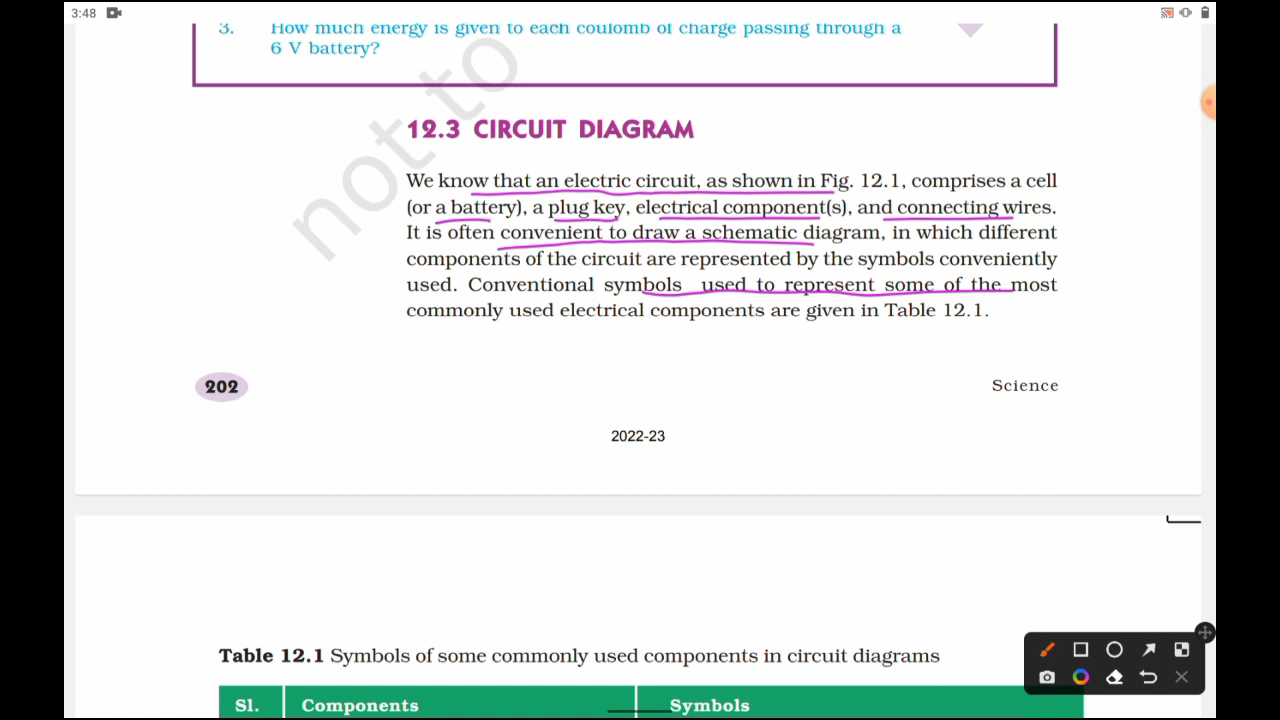 3:48
3. How much energy is given to each coulomb of charge passing through a
6 V battery?
not to
12.3 CIRCUIT DIAGRAM
We know that an electric circuit, as shown in Fig. 12.1, comprises a cell
(or a battery), a plug key, electrical component(s), and connecting wires.
It is often convenient to draw a schematic diagram, in which different
components of the circuit are represented by the symbols conveniently
used. Conventional symbols used to represent some of the most
commonly used electrical components are given in Table 12.1.
202
Science
2022-23
Table 12.1 Symbols of some commonly used components in circuit diagrams
Sl. Components Symbols